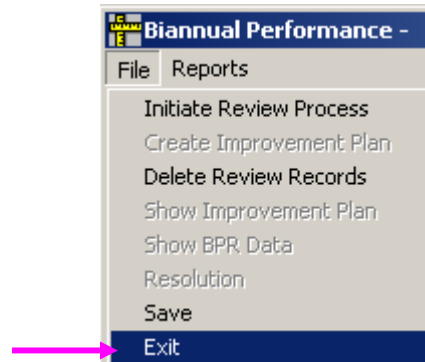 Biannual Performance -
File Reports
Initiate Review Process
Create Improvement Plan
Delete Review Records
Show Improvement Plan
Show BPR Data
Resolution
Save
Exit